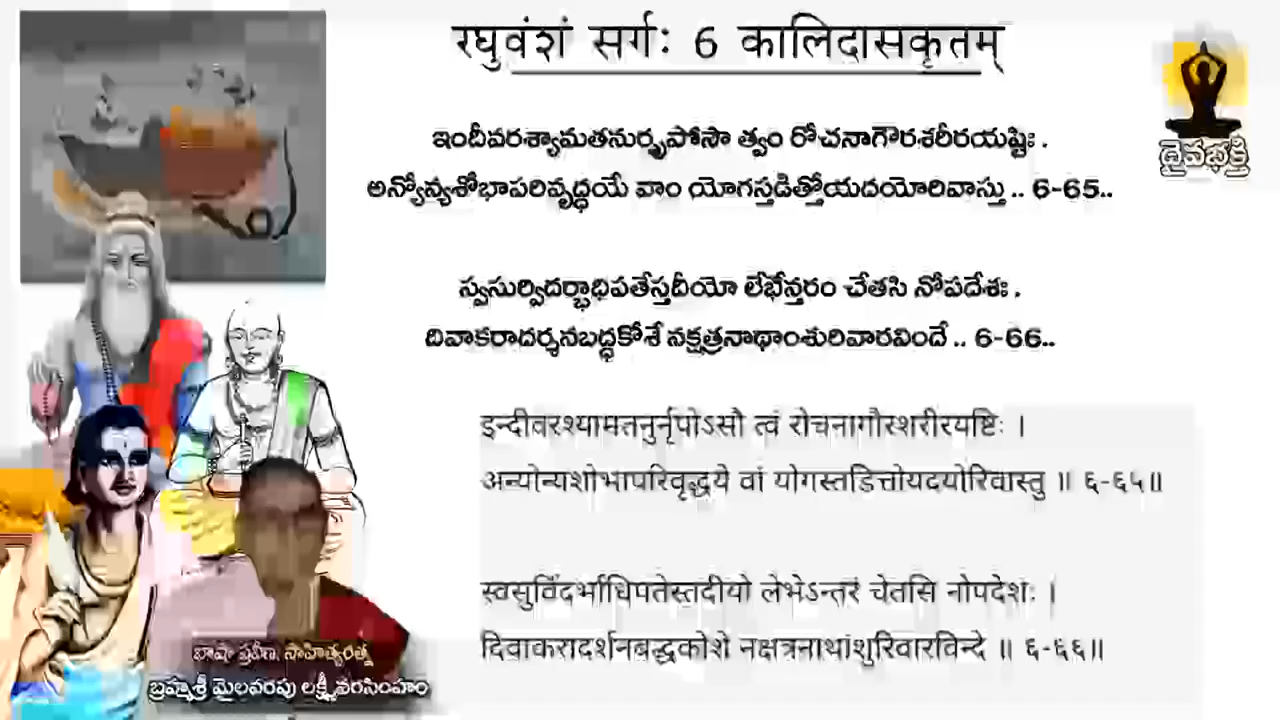 रघुवंशं सर्गः 6 कालिदासकृतम्
దైవభక్తి
ఇందీవరశ్యామతనుర్నృపోసౌ త్వం రోచనాగౌరశరీరయష్టిః .
అన్యోన్యశోభాపరివృద్ధయే వాం యోగస్తడిత్తోయదయోరివాస్తు .. 6-65..
స్వసుర్విదర్భాధిపతేస్తదీయో లేభేన్తరం చేతసి నోపదేశః .
దివాకరాదర్శనబద్ధకోశే నక్షత్రనాథాంశురివారవిందే .. 6-66..
इन्दीवरश्यामतनुर्नृपोऽसौ त्वं रोचनागौरशरीरयष्टिः ।
अन्योन्यशोभापरिवृद्धये वां योगस्तडित्तोयदयोरिवास्तु ॥ ६-६५॥
स्वसुर्विदर्भाधिपतेस्तदीयो लेभेऽन्तरं चेतसि नोपदेशः ।
दिवाकरादर्शनबद्धकोशे नक्षत्रनाथांशुरिवारविन्दे ॥ ६-६६॥
భాషా ప్రవీణ, సాహిత్యరత్న
బ్రహ్మశ్రీ మైలవరపు లక్ష్మీనరసింహం